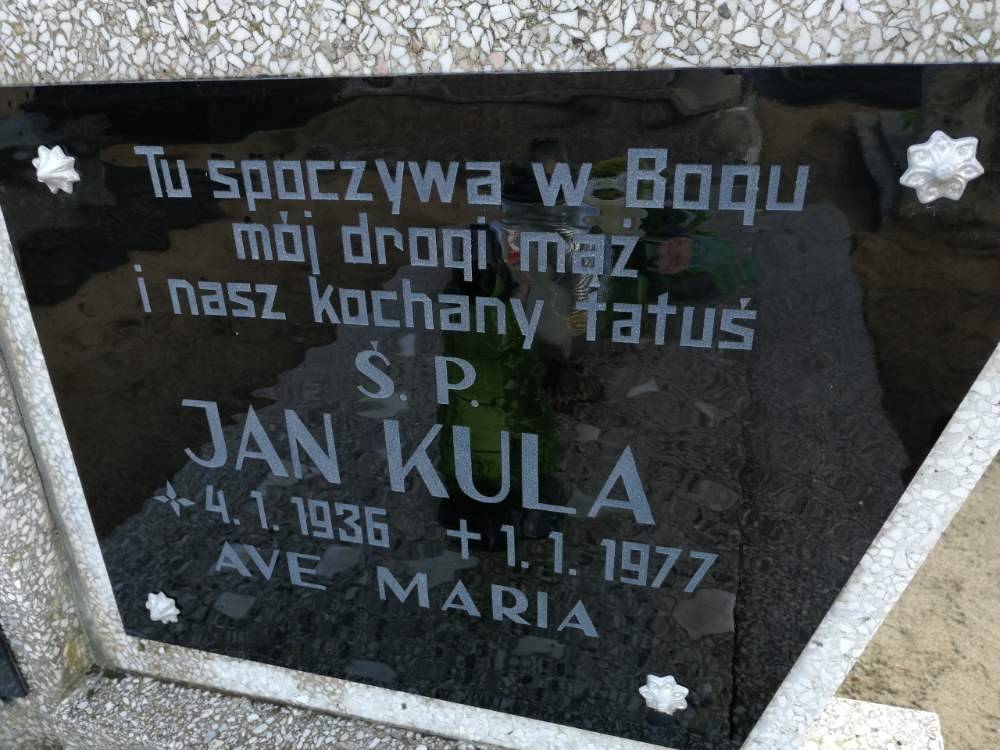 Tu spoczywa w Bogu
mój drogi mąż
i nasz kochany tatuś
Ś. P.
JAN KULA
4. 1. 1936 + 1. 1. 1977
AVE MARIA